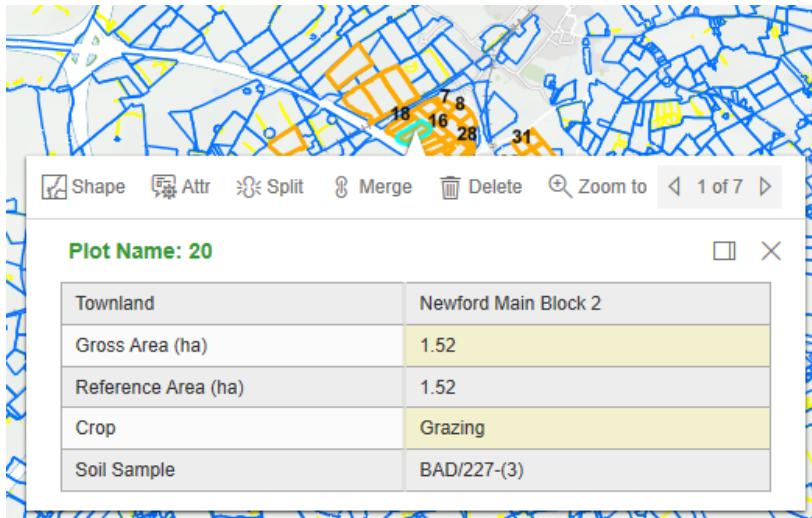 7
8
18
16
28
31
Shape Attr Split Merge Delete Zoom to 1 of 7
Plot Name: 20
Townland Newford Main Block 2
Gross Area (ha) 1.52
Reference Area (ha) 1.52
Crop Grazing
Soil Sample BAD/227-(3)